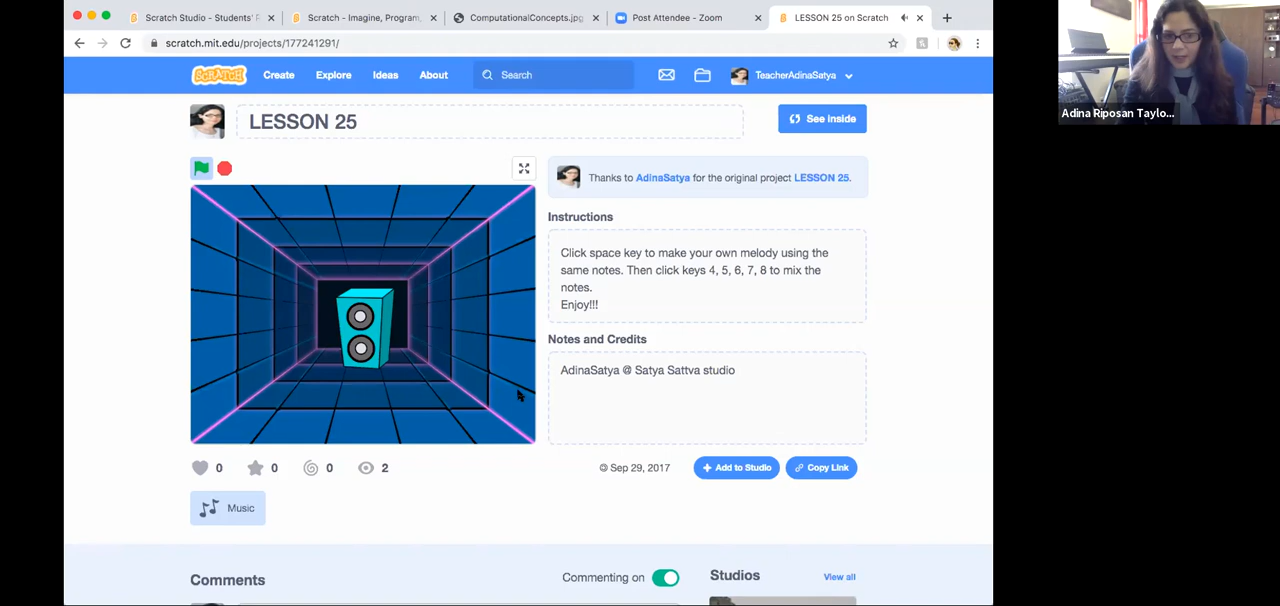 Scratch Studio - Students' R
Scratch - Imagine, Program,
ComputationalConcepts.jpg
Post Attendee - Zoom
LESSON 25 on Scratch
scratch.mit.edu/projects/177241291/
SCRATCH
Create
Explore
Ideas
About
Search
TeacherAdinaSatya
Adina Riposan Taylo...
LESSON 25
See inside
Thanks to AdinaSatya for the original project LESSON 25.
Instructions
Click space key to make your own melody using the
same notes. Then click keys 4, 5, 6, 7, 8 to mix the
notes.
Enjoy!!!
Notes and Credits
AdinaSatya @ Satya Sattva studio
0
0
0
2
© Sep 29, 2017
Add to Studio
Copy Link
Music
Comments
Commenting on
Studios
View all